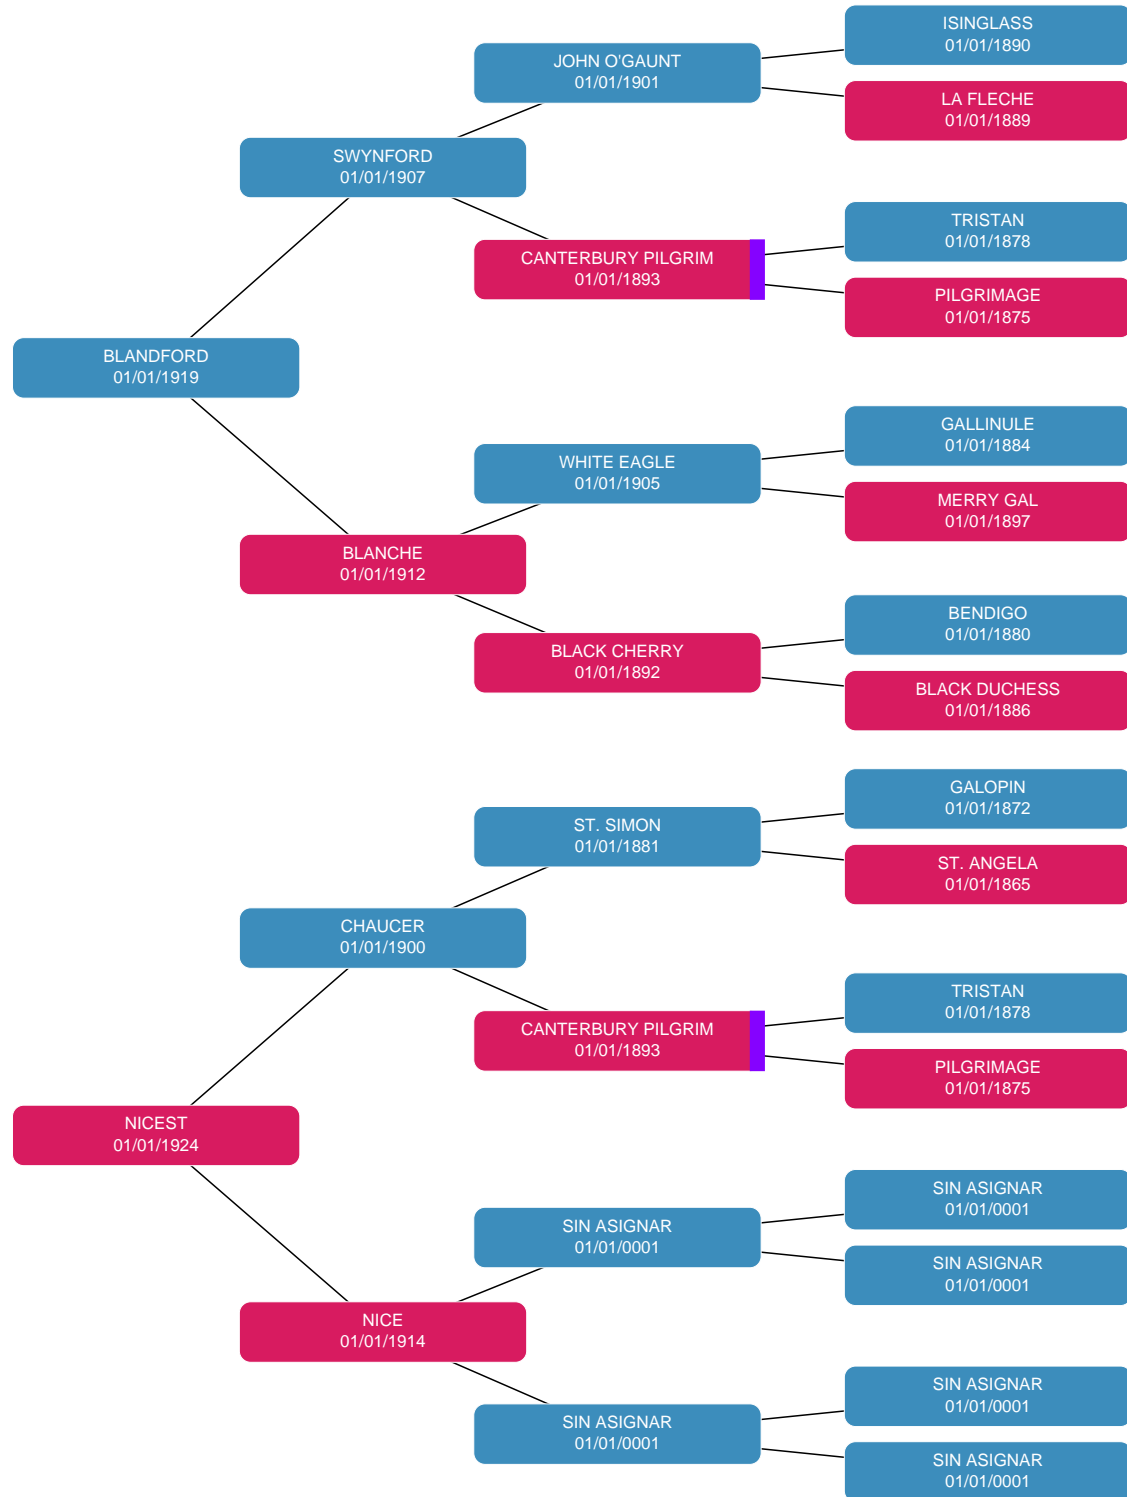 ISINGLASS
01/01/1890
JOHN O'GAUNT
01/01/1901
LA FLECHE
01/01/1889
SWYNFORD
01/01/1907
TRISTAN
01/01/1878
CANTERBURY PILGRIM
01/01/1893
PILGRIMAGE
01/01/1875
BLANDFORD
01/01/1919
GALLINULE
01/01/1884
WHITE EAGLE
01/01/1905
MERRY GAL
01/01/1897
BLANCHE
01/01/1912
BENDIGO
01/01/1880
BLACK CHERRY
01/01/1892
BLACK DUCHESS
01/01/1886
GALOPIN
01/01/1872
ST. SIMON
01/01/1881
ST. ANGELA
01/01/1865
CHAUCER
01/01/1900
TRISTAN
01/01/1878
CANTERBURY PILGRIM
01/01/1893
PILGRIMAGE
01/01/1875
NICEST
01/01/1924
SIN ASIGNAR
01/01/0001
SIN ASIGNAR
01/01/0001
SIN ASIGNAR
01/01/0001
NICE
01/01/1914
SIN ASIGNAR
01/01/0001
SIN ASIGNAR
01/01/0001
SIN ASIGNAR
01/01/0001